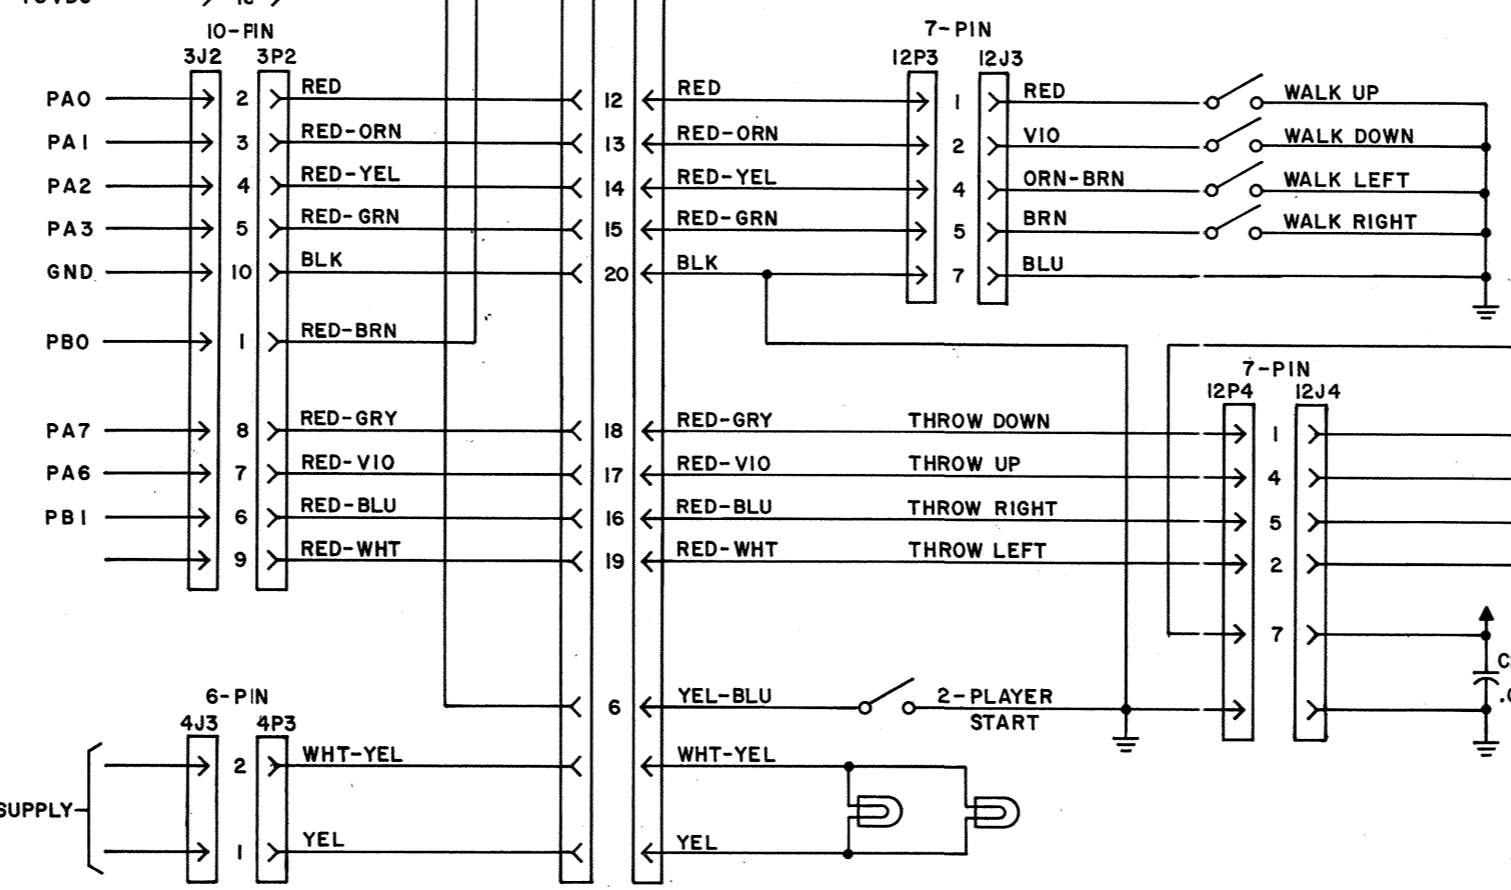 10-PIN
7-PIN
3J2 3P2
12P3 12J3
PA0 2 RED 12 RED 1 RED WALK UP
PA1 3 RED-ORN 13 RED-ORN 2 VIO WALK DOWN
PA2 4 RED-YEL 14 RED-YEL 4 ORN-BRN WALK LEFT
PA3 5 RED-GRN 15 RED-GRN 5 BRN WALK RIGHT
GND 10 BLK 20 BLK 7 BLU
PB0 1 RED-BRN
7-PIN
12P4 12J4
PA7 8 RED-GRY 18 RED-GRY THROW DOWN 1
PA6 7 RED-VIO 17 RED-VIO THROW UP 4
PB1 6 RED-BLU 16 RED-BLU THROW RIGHT 5
9 RED-WHT 19 RED-WHT THROW LEFT 2
7
6-PIN
6 YEL-BLU 2-PLAYER
START
4J3 4P3
2 WHT-YEL WHT-YEL
SUPPLY
1 YEL YEL